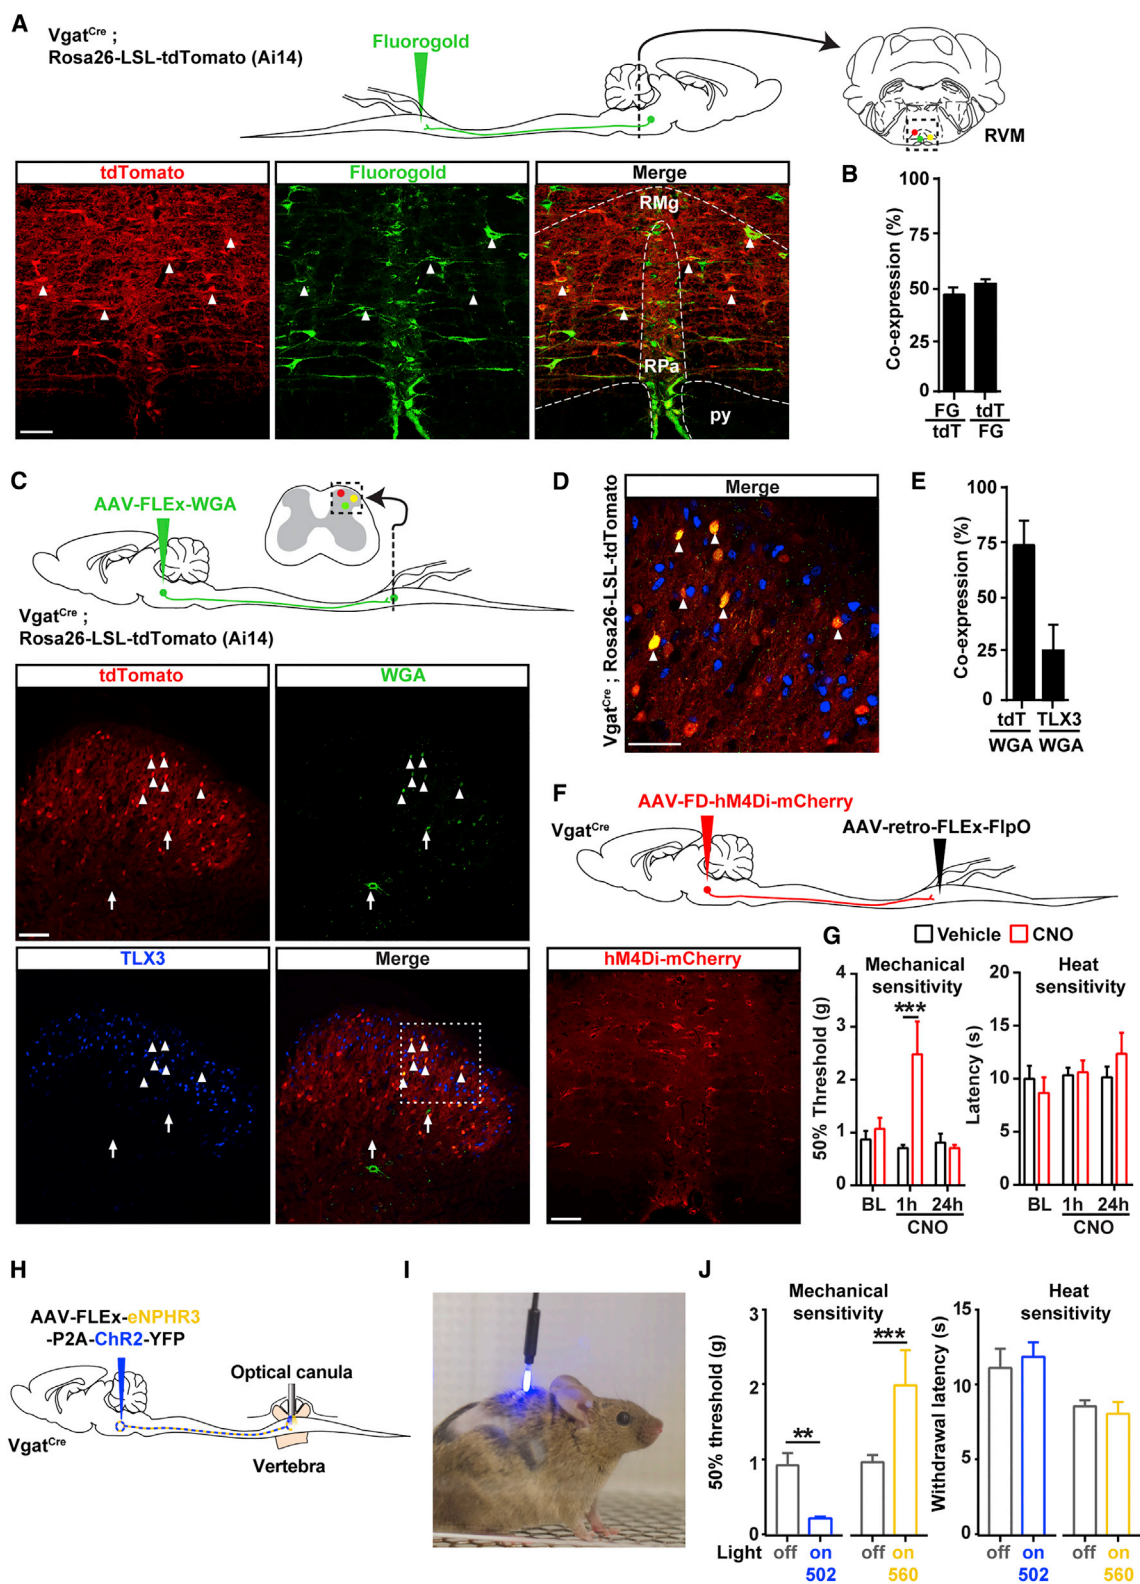 A
Vgat^Cre ;
Rosa26-LSL-tdTomato (Ai14)
Fluorogold
RVM
tdTomato
Fluorogold
Merge
RMg
RPa
py
B
Co-expression (%)
100
75
50
25
0
FG
tdT
tdT
FG
C
AAV-FLEx-WGA
Vgat^Cre ;
Rosa26-LSL-tdTomato (Ai14)
tdTomato
WGA
TLX3
Merge
D
Merge
Vgat^Cre ; Rosa26-LSL-tdTomato
E
Co-expression (%)
100
75
50
25
0
tdT
WGA
TLX3
WGA
F
AAV-FD-hM4Di-mCherry
Vgat^Cre
AAV-retro-FLEx-FlpO
hM4Di-mCherry
G
Vehicle
CNO
Mechanical
sensitivity
50% Threshold (g)
4
3
2
1
0
***
BL
1h
24h
CNO
Heat
sensitivity
Latency (s)
20
15
10
5
0
BL
1h
24h
CNO
H
AAV-FLEx-eNPHR3
-P2A-ChR2-YFP
Optical canula
Vgat^Cre
Vertebra
I
J
Mechanical
sensitivity
50% threshold (g)
3
2
1
0
**
***
Light
off
on
502
off
on
560
Heat
sensitivity
Withdrawal latency (s)
15
10
5
0
off
on
502
off
on
560